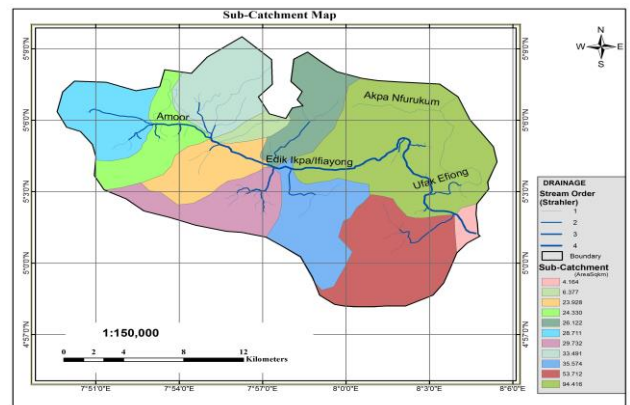 Sub-Catchment Map
7°51'0"E 7°54'0"E 7°57'0"E 8°0'0"E 8°3'0"E 8°6'0"E
5°9'0"N
5°6'0"N
5°3'0"N
5°0'0"N
4°57'0"N
Amoor
Edik Ikpa/Ifiayong
Akpa Nfurukum
Ufak Efiong
1:150,000
0 2 4 8 12
Kilometers
N
W E
S
DRAINAGE
Stream Order
(Strahler)
1
2
3
4
Boundary
Sub-Catchment
(AreaSqkm)
4.164
6.377
23.928
24.330
26.122
28.711
29.732
33.491
35.574
53.712
94.416